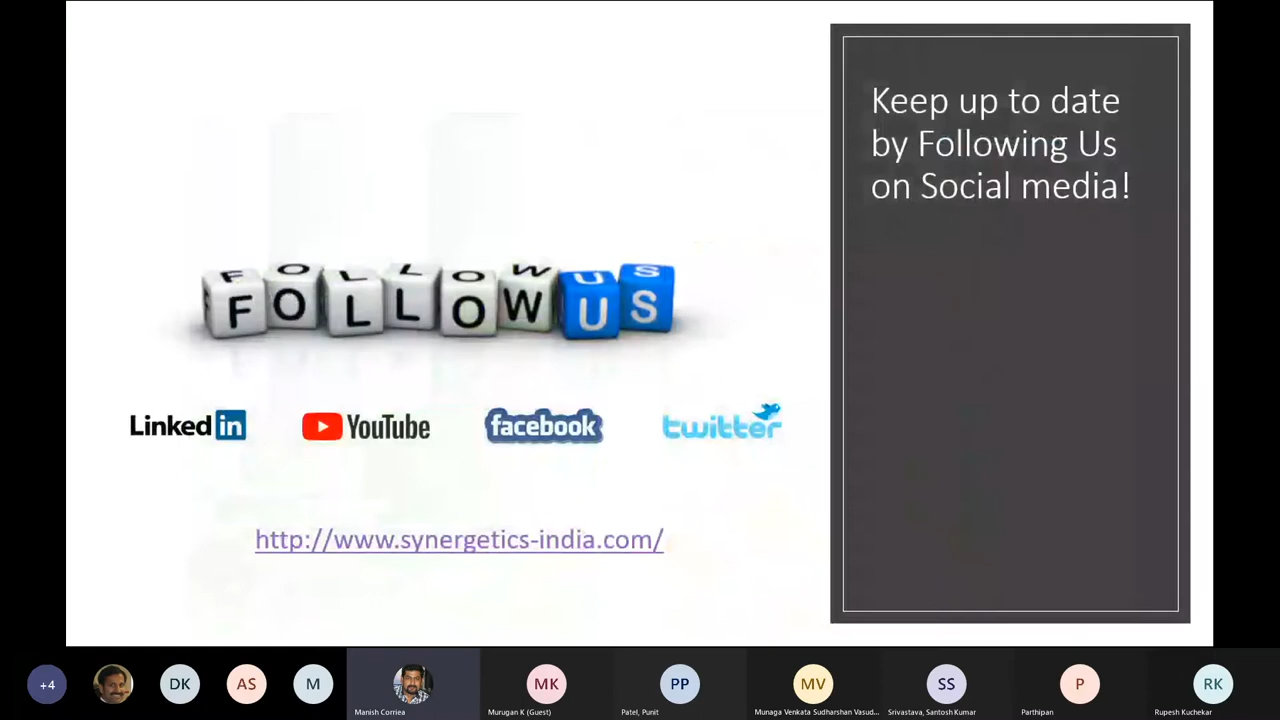 Keep up to date
by Following Us
on Social media!
F O L L O W U S
FOLLOW US
Linked in
YouTube
facebook
twitter
http://www.synergetics-india.com/
+4
DK
AS
M
Manish Corriea
MK
Murugan K (Guest)
PP
Patel, Punit
MV
Munaga Venkata Sudharshan Vasud...
SS
Srivastava, Santosh Kumar
P
Parthipan
RK
Rupesh Kuchekar